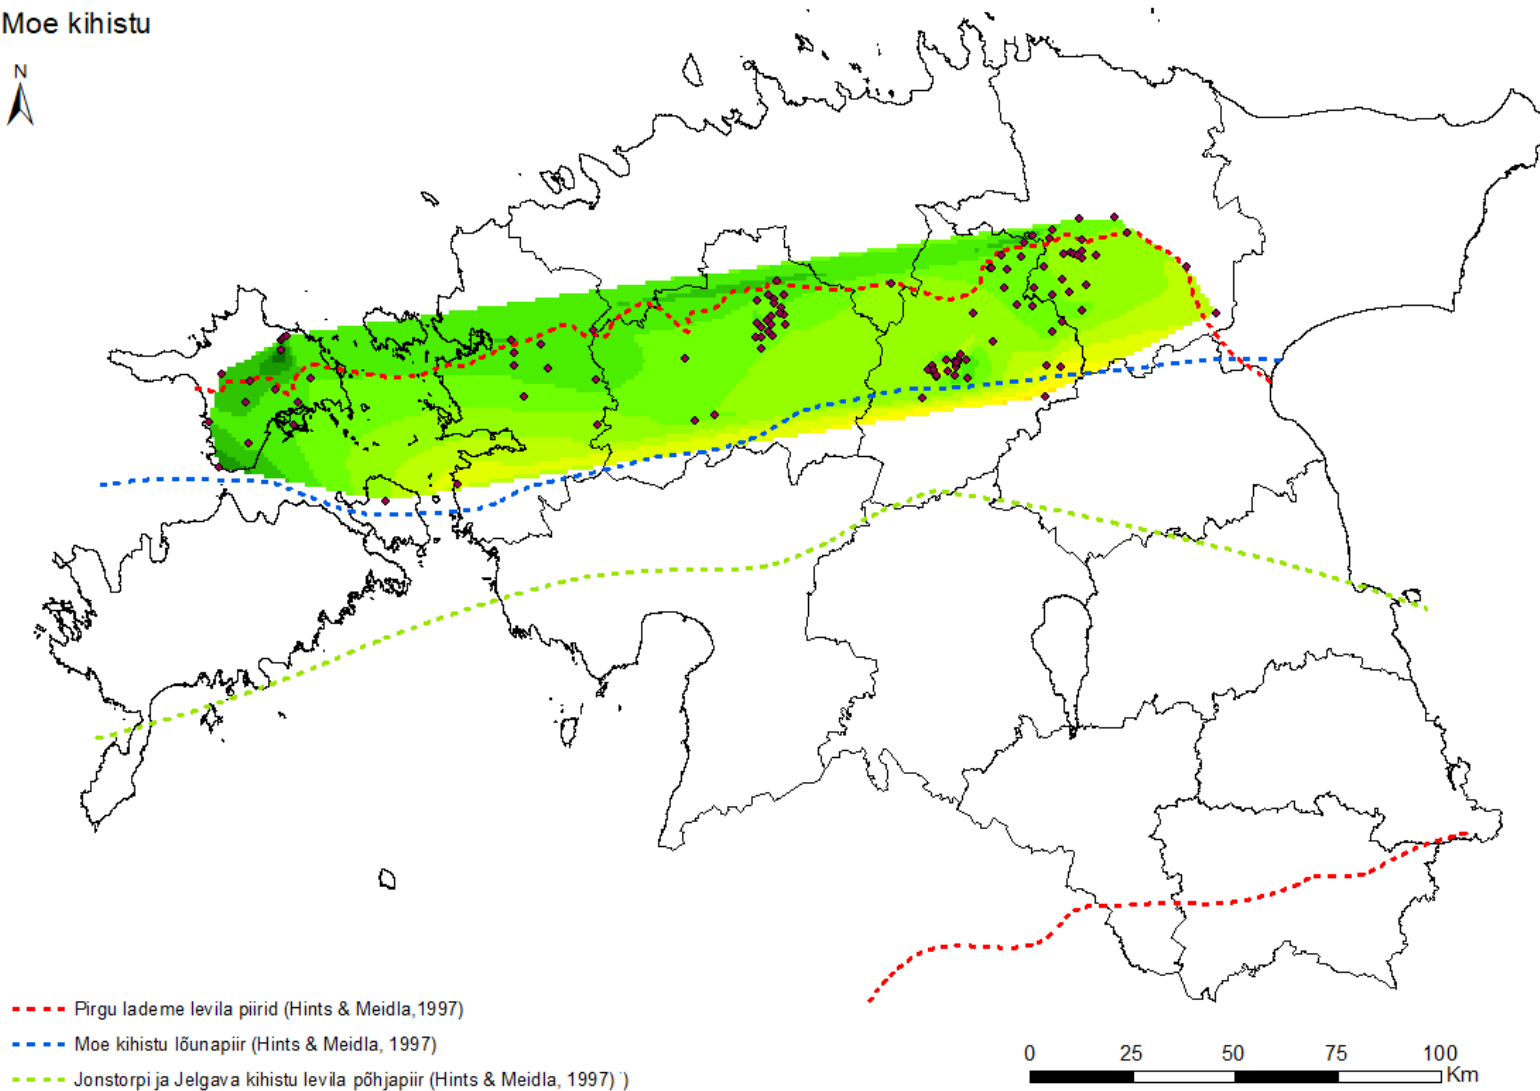 Moe kihistu
N
Pirgu lademe levila piirid (Hints & Meidla,1997)
Moe kihistu lõunapiir (Hints & Meidla, 1997)
Jonstorpi ja Jelgava kihistu levila põhjapiir (Hints & Meidla, 1997) )
0 25 50 75 100
Km